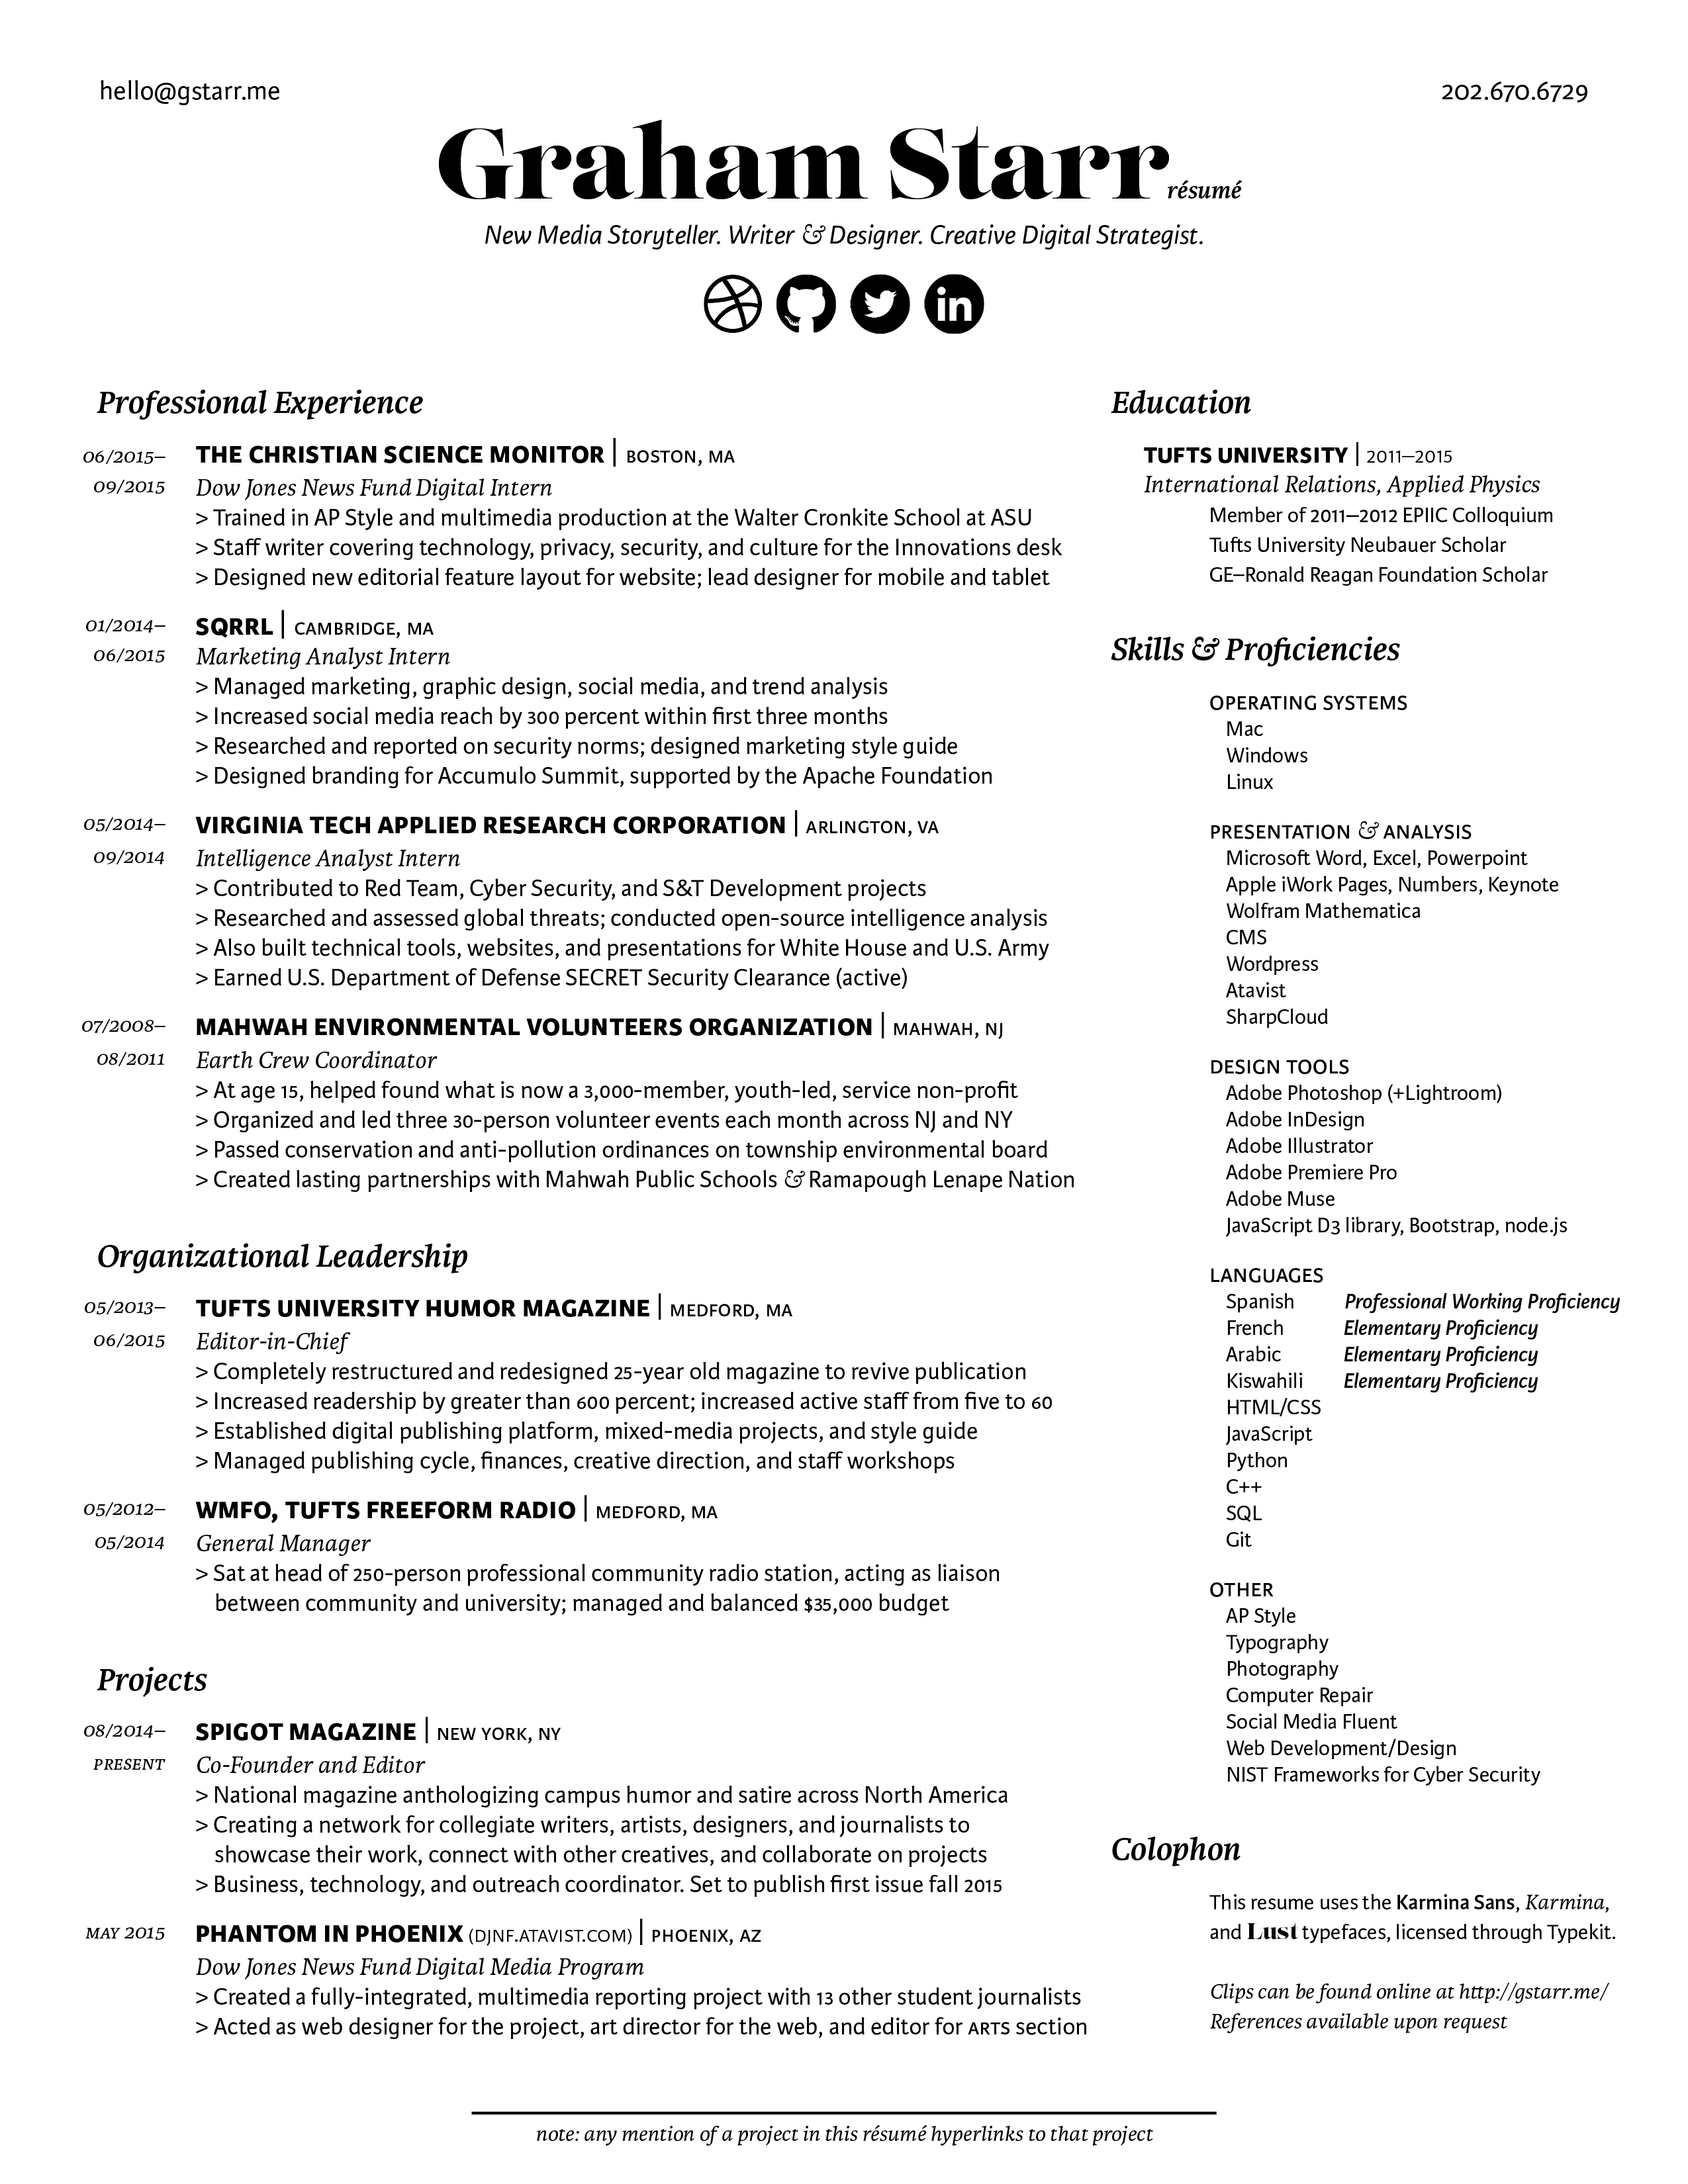 hello@gstarr.me
202.670.6729
Graham Starr résumé
New Media Storyteller. Writer & Designer. Creative Digital Strategist.
in
Professional Experience
06/2015–
THE CHRISTIAN SCIENCE MONITOR | BOSTON, MA
09/2015
Dow Jones News Fund Digital Intern
> Trained in AP Style and multimedia production at the Walter Cronkite School at ASU
> Staff writer covering technology, privacy, security, and culture for the Innovations desk
> Designed new editorial feature layout for website; lead designer for mobile and tablet
01/2014–
SQRRL | CAMBRIDGE, MA
06/2015
Marketing Analyst Intern
> Managed marketing, graphic design, social media, and trend analysis
> Increased social media reach by 300 percent within first three months
> Researched and reported on security norms; designed marketing style guide
> Designed branding for Accumulo Summit, supported by the Apache Foundation
05/2014–
VIRGINIA TECH APPLIED RESEARCH CORPORATION | ARLINGTON, VA
09/2014
Intelligence Analyst Intern
> Contributed to Red Team, Cyber Security, and S&T Development projects
> Researched and assessed global threats; conducted open-source intelligence analysis
> Also built technical tools, websites, and presentations for White House and U.S. Army
> Earned U.S. Department of Defense SECRET Security Clearance (active)
07/2008–
MAHWAH ENVIRONMENTAL VOLUNTEERS ORGANIZATION | MAHWAH, NJ
08/2011
Earth Crew Coordinator
> At age 15, helped found what is now a 3,000-member, youth-led, service non-profit
> Organized and led three 30-person volunteer events each month across NJ and NY
> Passed conservation and anti-pollution ordinances on township environmental board
> Created lasting partnerships with Mahwah Public Schools & Ramapough Lenape Nation
Organizational Leadership
05/2013–
TUFTS UNIVERSITY HUMOR MAGAZINE | MEDFORD, MA
06/2015
Editor-in-Chief
> Completely restructured and redesigned 25-year old magazine to revive publication
> Increased readership by greater than 600 percent; increased active staff from five to 60
> Established digital publishing platform, mixed-media projects, and style guide
> Managed publishing cycle, finances, creative direction, and staff workshops
05/2012–
WMFO, TUFTS FREEFORM RADIO | MEDFORD, MA
05/2014
General Manager
> Sat at head of 250-person professional community radio station, acting as liaison
between community and university; managed and balanced $35,000 budget
Projects
08/2014–
SPIGOT MAGAZINE | NEW YORK, NY
PRESENT
Co-Founder and Editor
> National magazine anthologizing campus humor and satire across North America
> Creating a network for collegiate writers, artists, designers, and journalists to
showcase their work, connect with other creatives, and collaborate on projects
> Business, technology, and outreach coordinator. Set to publish first issue fall 2015
MAY 2015
PHANTOM IN PHOENIX (DJNF.ATAVIST.COM) | PHOENIX, AZ
Dow Jones News Fund Digital Media Program
> Created a fully-integrated, multimedia reporting project with 13 other student journalists
> Acted as web designer for the project, art director for the web, and editor for ARTS section
Education
TUFTS UNIVERSITY | 2011–2015
International Relations, Applied Physics
Member of 2011–2012 EPIIC Colloquium
Tufts University Neubauer Scholar
GE–Ronald Reagan Foundation Scholar
Skills & Proficiencies
OPERATING SYSTEMS
Mac
Windows
Linux
PRESENTATION & ANALYSIS
Microsoft Word, Excel, Powerpoint
Apple iWork Pages, Numbers, Keynote
Wolfram Mathematica
CMS
Wordpress
Atavist
SharpCloud
DESIGN TOOLS
Adobe Photoshop (+Lightroom)
Adobe InDesign
Adobe Illustrator
Adobe Premiere Pro
Adobe Muse
JavaScript D3 library, Bootstrap, node.js
LANGUAGES
Spanish Professional Working Proficiency
French Elementary Proficiency
Arabic Elementary Proficiency
Kiswahili Elementary Proficiency
HTML/CSS
JavaScript
Python
C++
SQL
Git
OTHER
AP Style
Typography
Photography
Computer Repair
Social Media Fluent
Web Development/Design
NIST Frameworks for Cyber Security
Colophon
This resume uses the Karmina Sans, Karmina,
and Lust typefaces, licensed through Typekit.
Clips can be found online at http://gstarr.me/
References available upon request
note: any mention of a project in this résumé hyperlinks to that project